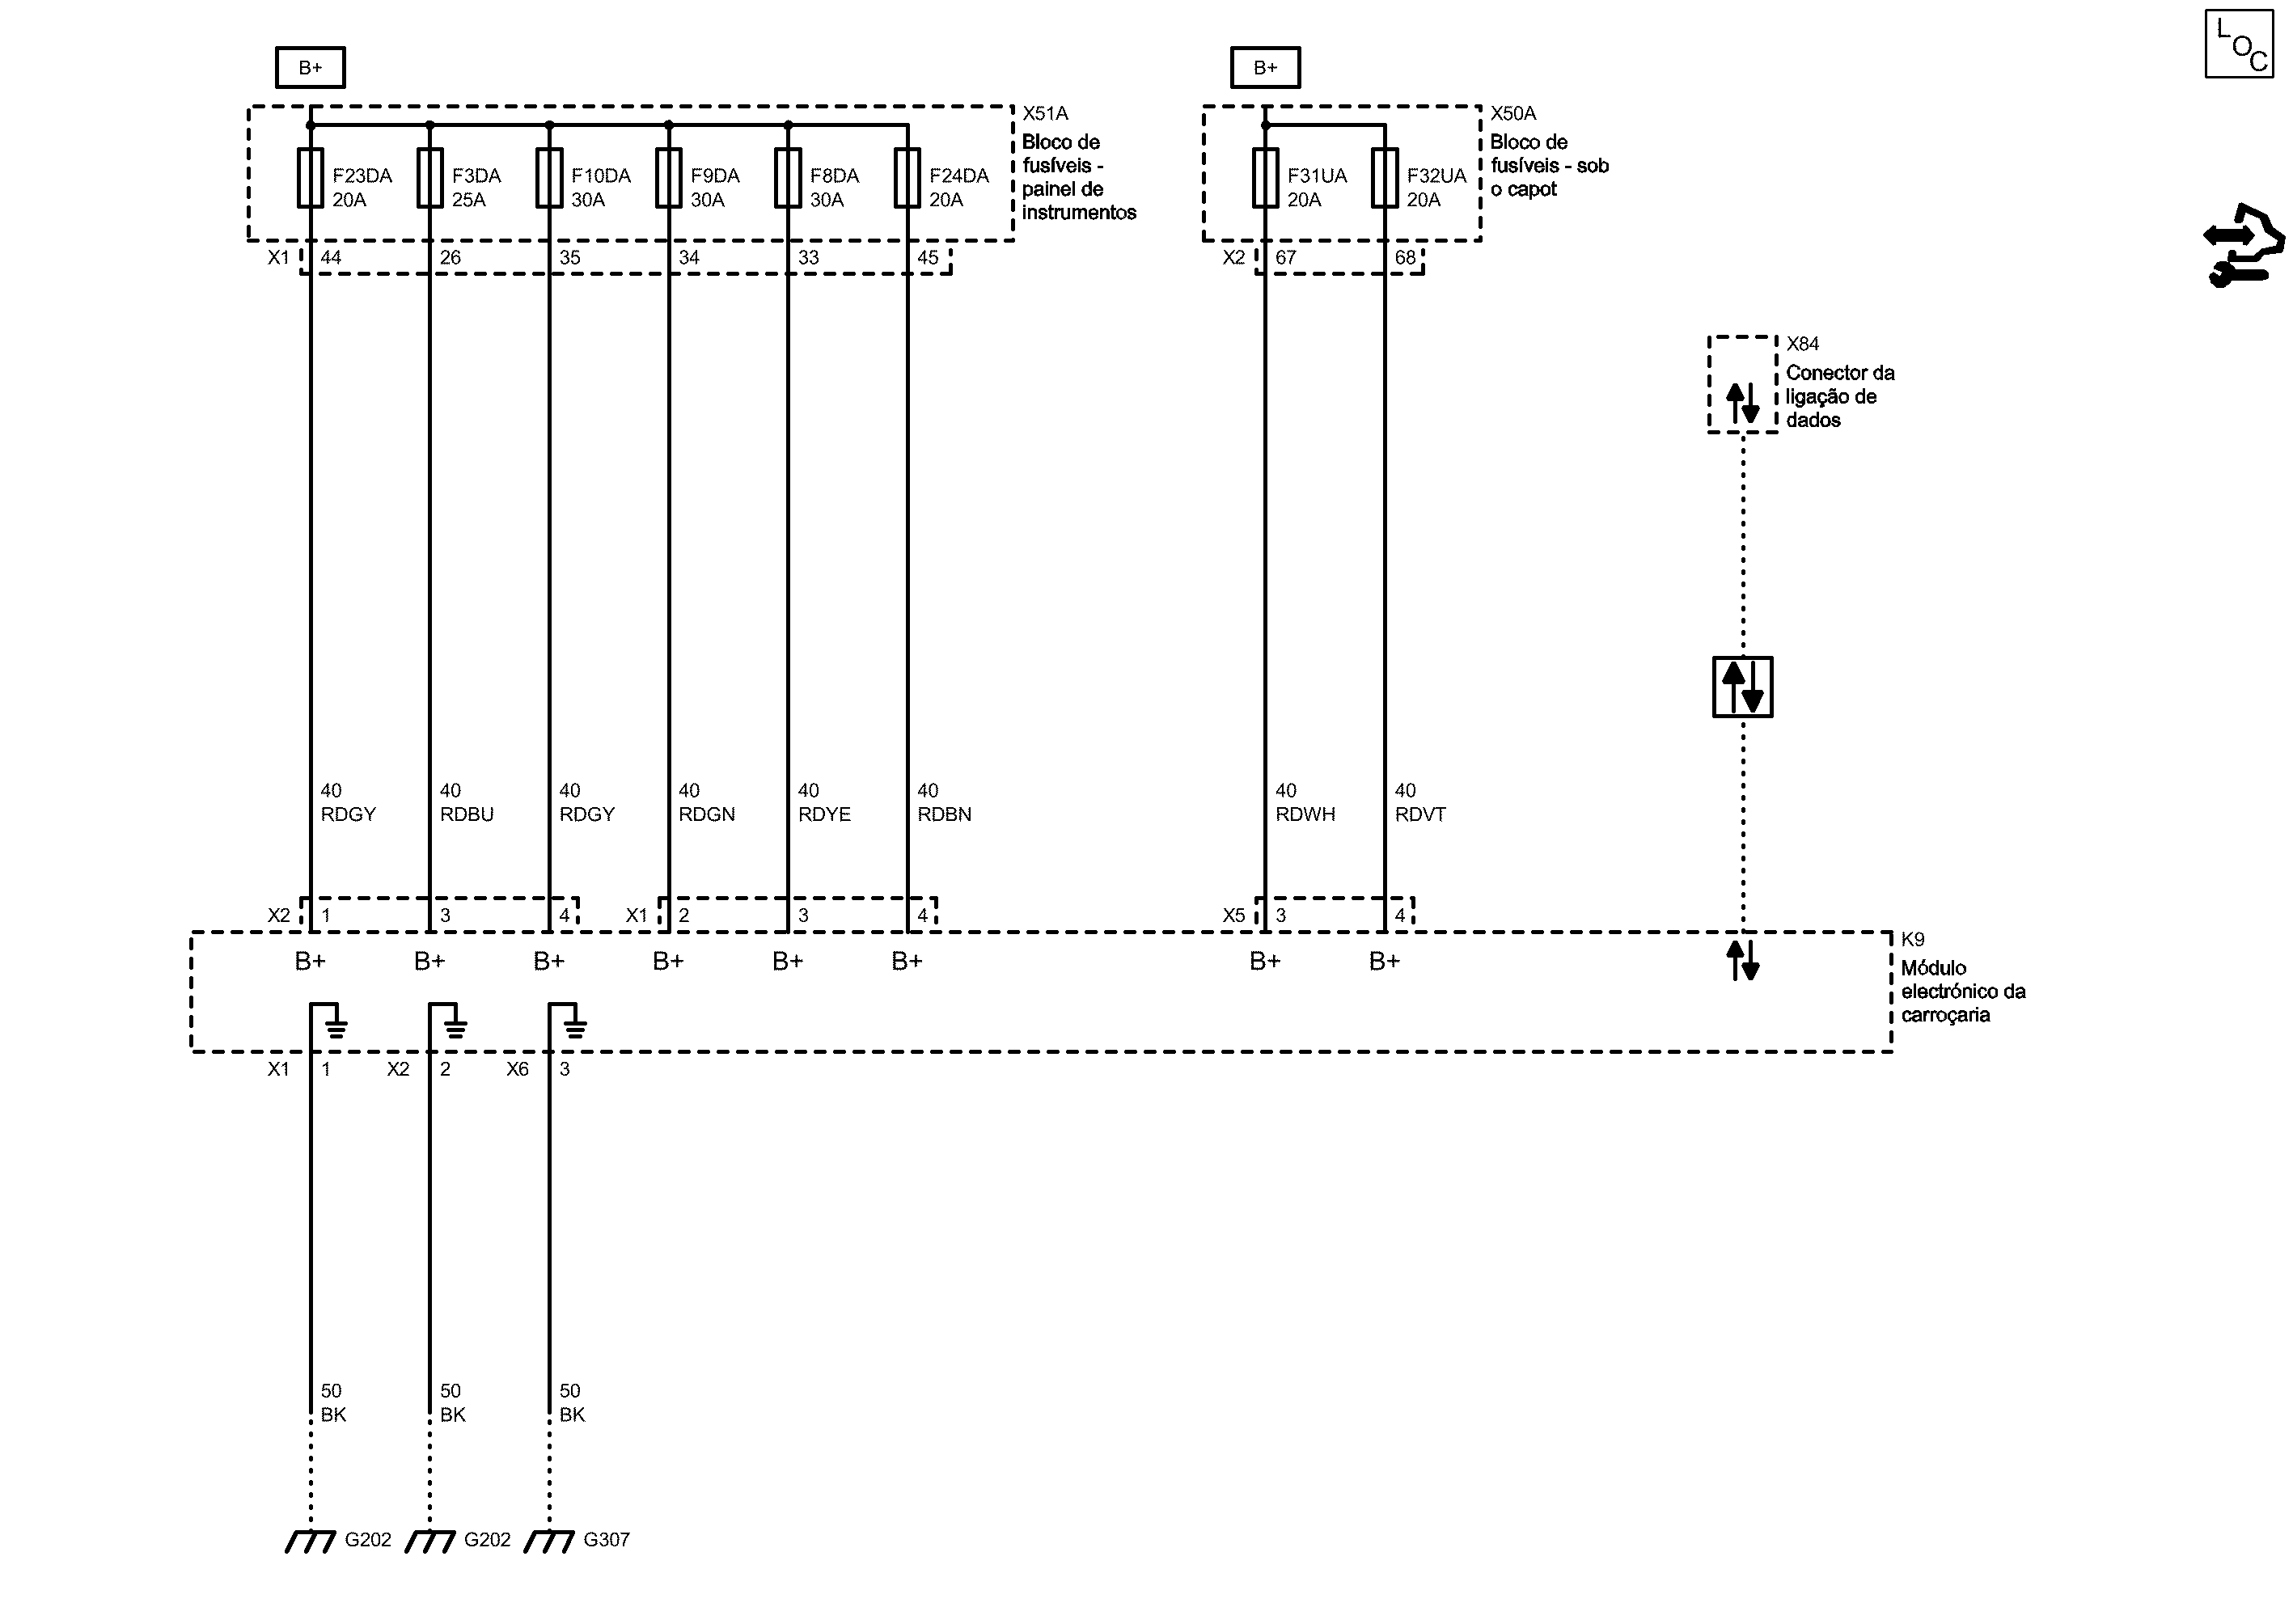 B+
B+
LOC
X51A
Bloco de
fusíveis -
painel de
instrumentos
F23DA
20A
F3DA
25A
F10DA
30A
F9DA
30A
F8DA
30A
F24DA
20A
X50A
Bloco de
fusíveis - sob
o capot
F31UA
20A
F32UA
20A
X1 44 26 35 34 33 45
X2 67 68
X84
Conector da
ligação de
dados
40
RDGY
40
RDBU
40
RDGY
40
RDGN
40
RDYE
40
RDBN
40
RDWH
40
RDVT
X2 1 3 4 X1 2 3 4 X5 3 4
B+ B+ B+ B+ B+ B+ B+ B+
K9
Módulo
electrónico da
carroçaria
X1 1 X2 2 X6 3
50
BK
50
BK
50
BK
G202 G202 G307